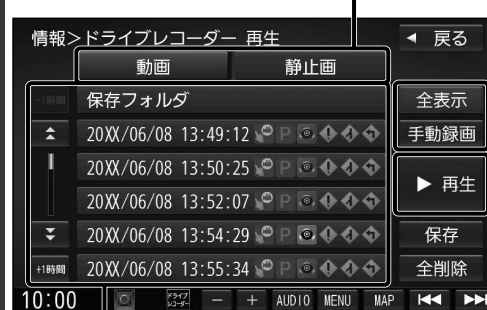 情報>ドライブレコーダー 再生
戻る
動画 静止画
-1時間
保存フォルダ
全表示
20XX/06/08 13:49:12 P
手動録画
20XX/06/08 13:50:25 P
再生
20XX/06/08 13:52:07 P
20XX/06/08 13:54:29 P
保存
+1時間
20XX/06/08 13:55:34 P
全削除
10:00
ドライブレコーダー
− + AUDIO MENU MAP